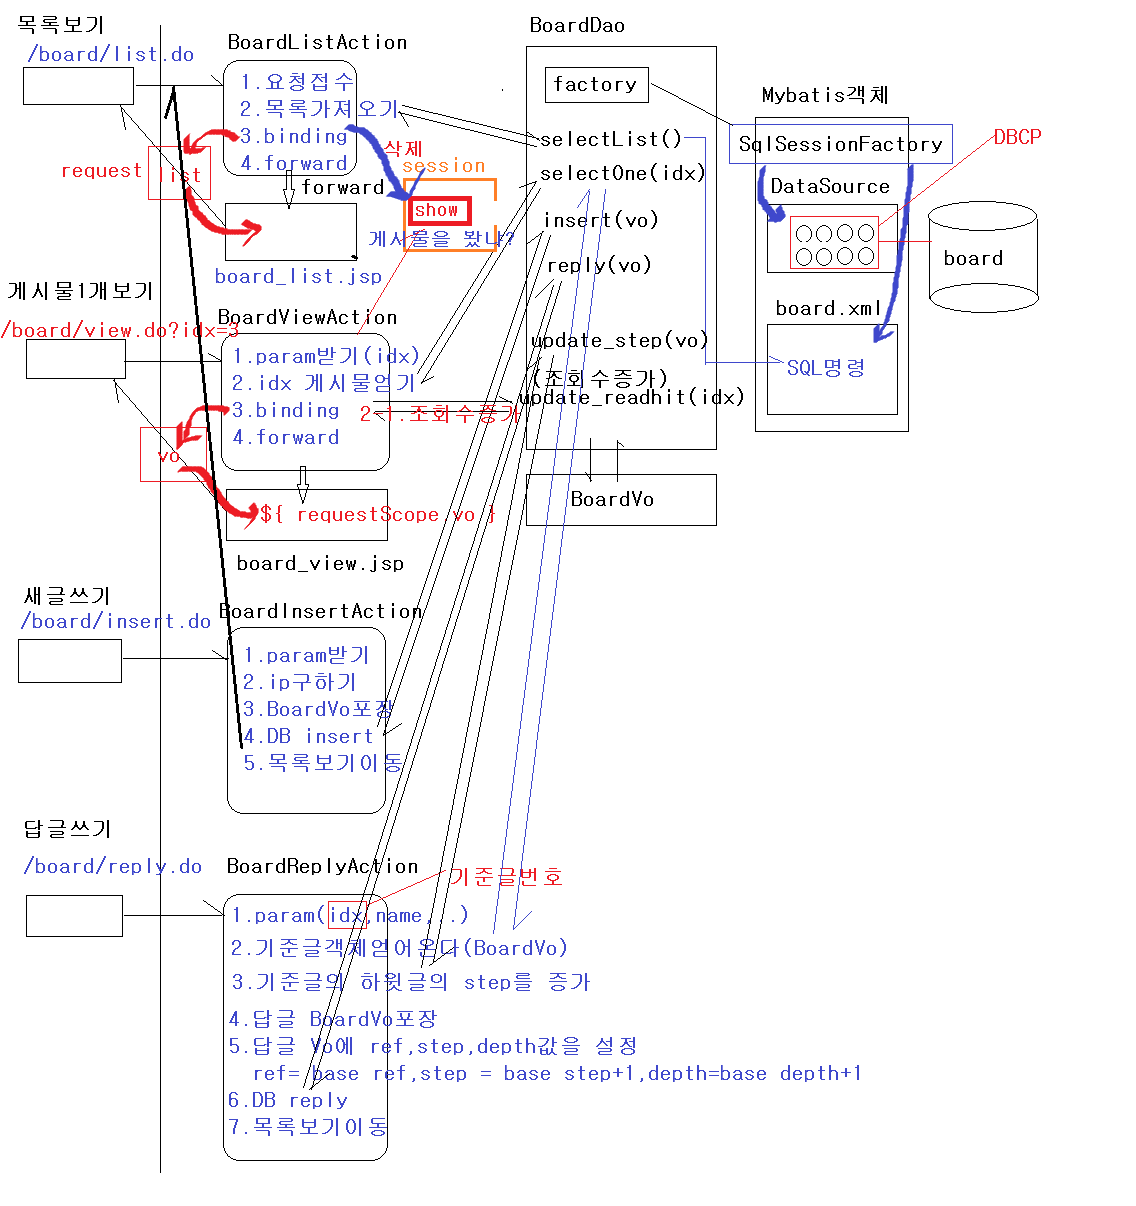 목록보기
/board/list.do
BoardListAction
1.요청접수
2.목록가져오기
3.binding
4.forward
request
list
forward
삭제
session
show
게시물을 봤냐?
board_list.jsp
게시물1개보기
/board/view.do?idx=3
BoardViewAction
1.param받기(idx)
2.idx 게시물얻기
3.binding
2-1.조회수증가
4.forward
vo
${ requestScope.vo }
board_view.jsp
새글쓰기
/board/insert.do
BoardInsertAction
1.param받기
2.ip구하기
3.BoardVo포장
4.DB insert
5.목록보기이동
답글쓰기
/board/reply.do
BoardReplyAction
기준글번호
1.param(idx,name,..)
2.기준글객체얻어온다(BoardVo)
3.기준글의 하윗글의 step를 증가
4.답글 BoardVo포장
5.답글 Vo에 ref,step,depth값을 설정
ref= base ref,step = base step+1,depth=base depth+1
6.DB reply
7.목록보기이동
BoardDao
factory
selectList()
selectOne(idx)
insert(vo)
reply(vo)
update_step(vo)
(조회수증가)
update_readhit(idx)
BoardVo
Mybatis객체
SqlSessionFactory
DBCP
DataSource
board
board.xml
SQL명령